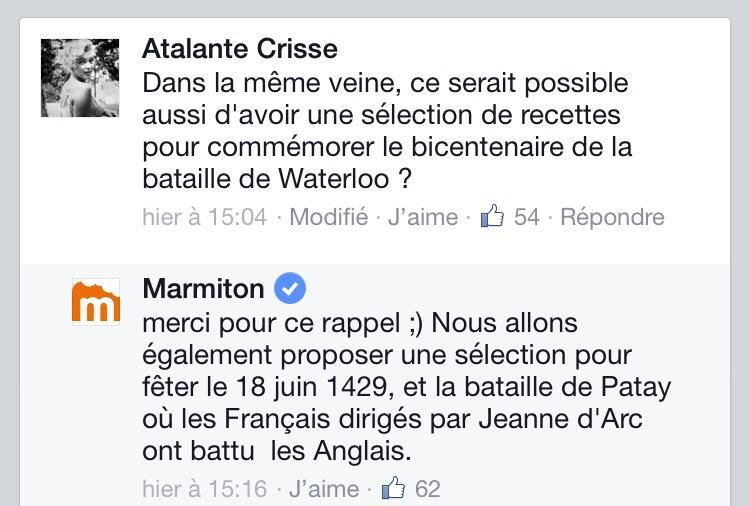 Atalante Crisse
Dans la même veine, ce serait possible
aussi d'avoir une sélection de recettes
pour commémorer le bicentenaire de la
bataille de Waterloo ?
hier à 15:04 · Modifié · J'aime · 54 · Répondre
m
Marmiton
merci pour ce rappel ;) Nous allons
également proposer une sélection pour
fêter le 18 juin 1429, et la bataille de Patay
où les Français dirigés par Jeanne d'Arc
ont battu  les Anglais.
hier à 15:16 · J'aime · 62